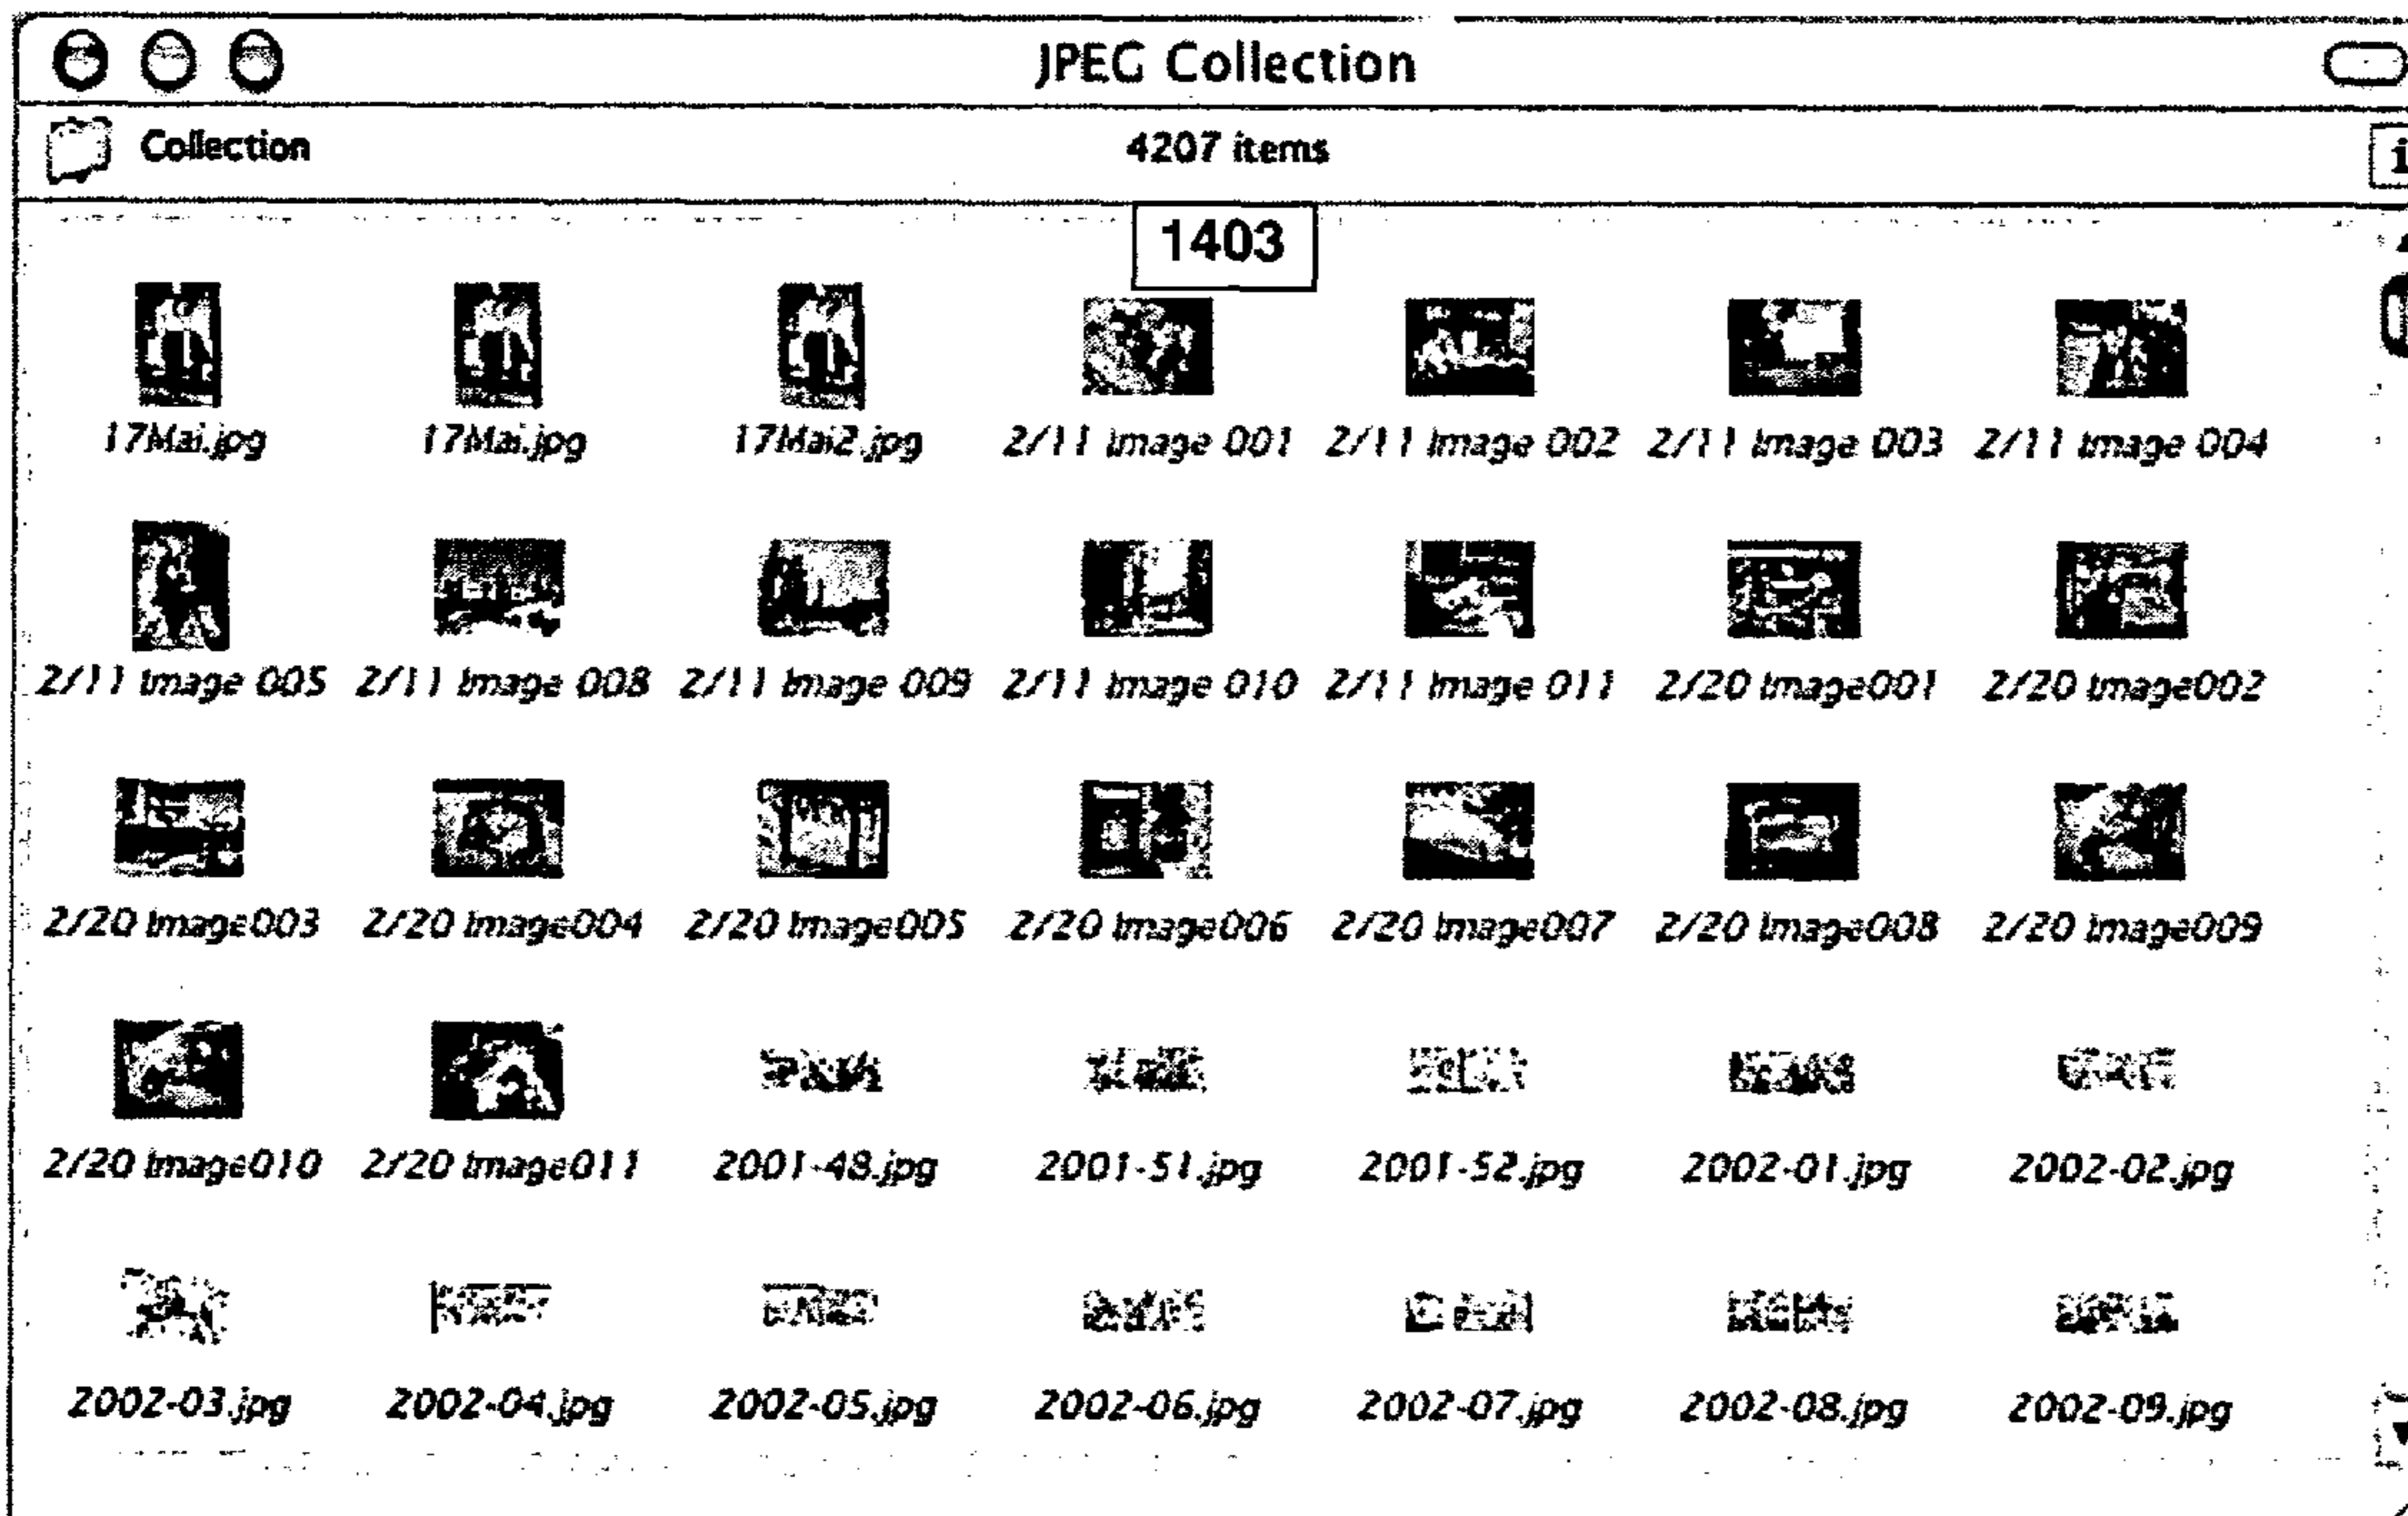 JPEG Collection
Collection 4207 items i
1403
17Mai.jpg 17Mai.jpg 17Mai2.jpg 2/11 Image 001 2/11 Image 002 2/11 Image 003 2/11 Image 004
2/11 Image 005 2/11 Image 008 2/11 Image 009 2/11 Image 010 2/11 Image 011 2/20 Image001 2/20 Image002
2/20 Image003 2/20 Image004 2/20 Image005 2/20 Image006 2/20 Image007 2/20 Image008 2/20 Image009
2/20 Image010 2/20 Image011 2001-48.jpg 2001-51.jpg 2001-52.jpg 2002-01.jpg 2002-02.jpg
2002-03.jpg 2002-04.jpg 2002-05.jpg 2002-06.jpg 2002-07.jpg 2002-08.jpg 2002-09.jpg